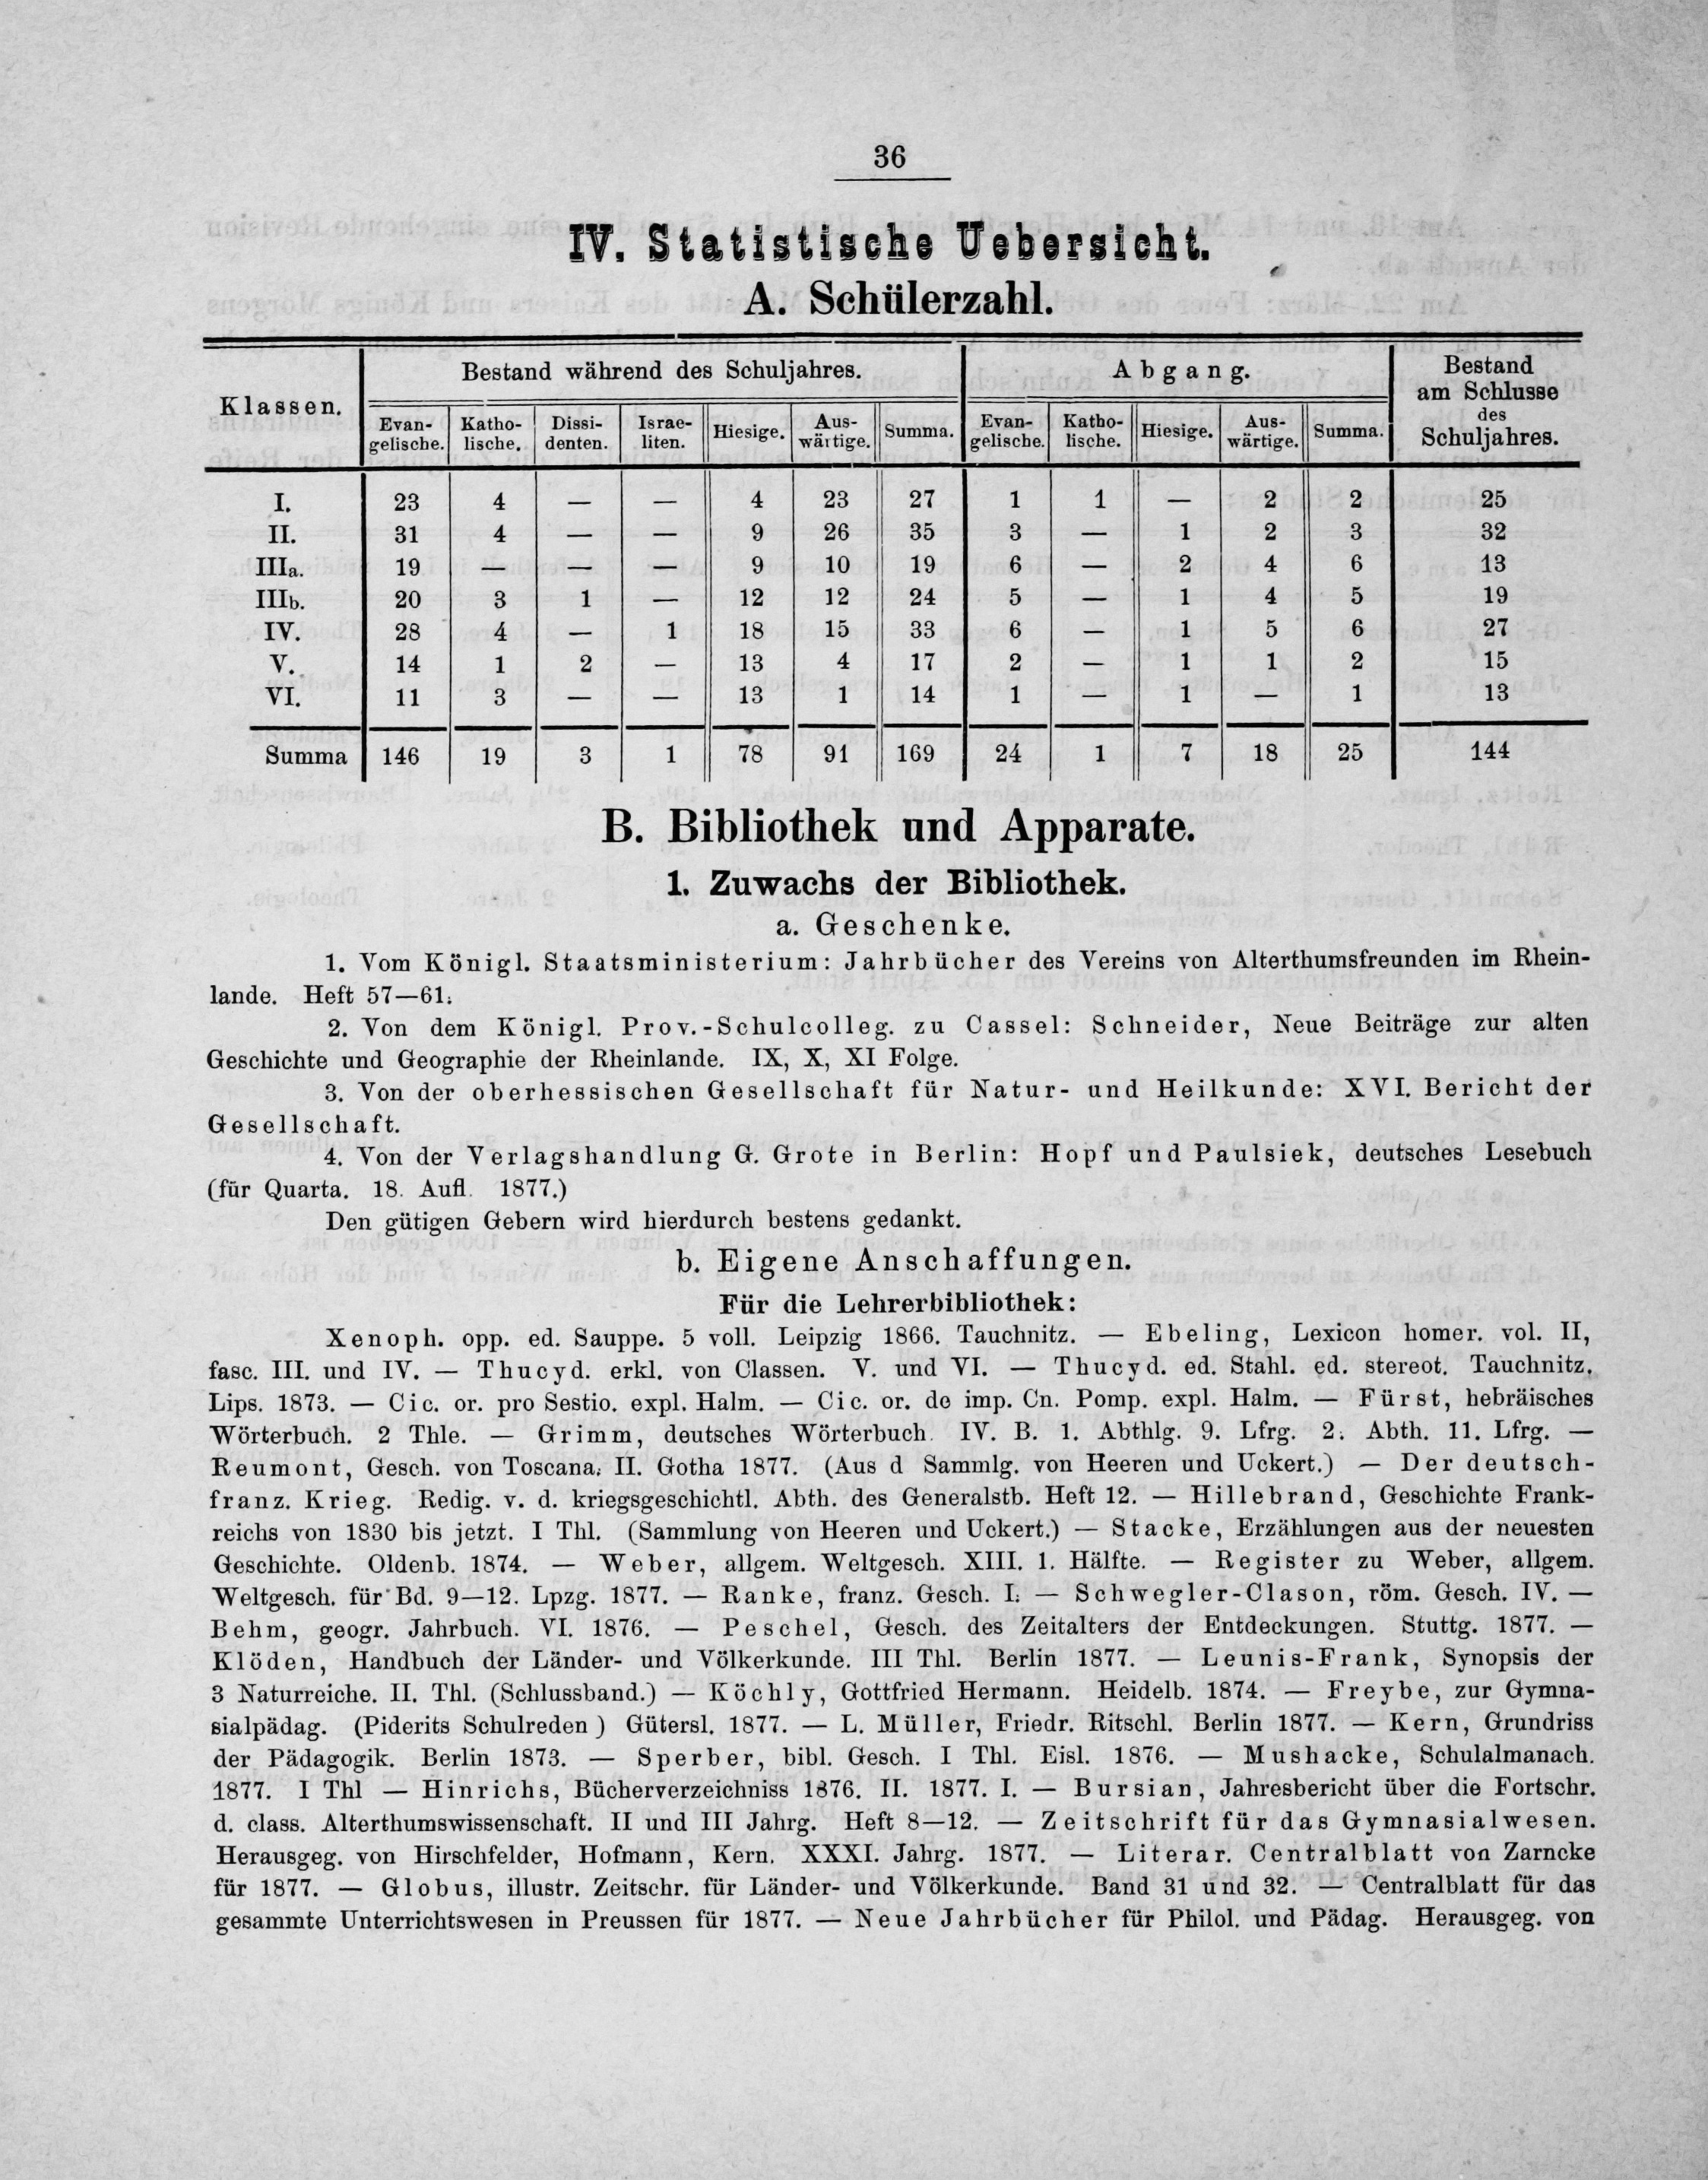 36
IV. Statistische Uebersicht.
A. Schülerzahl.
Klassen. Bestand während des Schuljahres. Abgang. Bestand am Schlusse des Schuljahres.
Evangelische. Katholische. Dissidenten. Israeliten. Hiesige. Auswärtige. Summa. Evangelische. Katholische. Hiesige. Auswärtige. Summa.
I. 23 4 — — 4 23 27 1 1 — 2 2 25
II. 31 4 — — 9 26 35 3 — 1 2 3 32
IIIa. 19 — — — 9 10 19 6 — 2 4 6 13
IIIb. 20 3 1 — 12 12 24 5 — 1 4 5 19
IV. 28 4 — 1 18 15 33 6 — 1 5 6 27
V. 14 1 2 — 13 4 17 2 — 1 1 2 15
VI. 11 3 — — 13 1 14 1 — 1 — 1 13
Summa 146 19 3 1 78 91 169 24 1 7 18 25 144
B. Bibliothek und Apparate.
1. Zuwachs der Bibliothek.
a. Geschenke.
1. Vom Königl. Staatsministerium: Jahrbücher des Vereins von Alterthumsfreunden im Rhein-
lande. Heft 57—61.
2. Von dem Königl. Prov.-Schulcolleg. zu Cassel: Schneider, Neue Beiträge zur alten
Geschichte und Geographie der Rheinlande. IX, X, XI Folge.
3. Von der oberhessischen Gesellschaft für Natur- und Heilkunde: XVI. Bericht der
Gesellschaft.
4. Von der Verlagshandlung G. Grote in Berlin: Hopf und Paulsiek, deutsches Lesebuch
(für Quarta. 18. Aufl. 1877.)
Den gütigen Gebern wird hierdurch bestens gedankt.
b. Eigene Anschaffungen.
Für die Lehrerbibliothek:
Xenoph. opp. ed. Sauppe. 5 voll. Leipzig 1866. Tauchnitz. — Ebeling, Lexicon homer. vol. II,
fasc. III. und IV. — Thucyd. erkl. von Classen. V. und VI. — Thucyd. ed. Stahl. ed. stereot. Tauchnitz.
Lips. 1873. — Cic. or. pro Sestio. expl. Halm. — Cic. or. de imp. Cn. Pomp. expl. Halm. — Fürst, hebräisches
Wörterbuch. 2 Thle. — Grimm, deutsches Wörterbuch. IV. B. 1. Abthlg. 9. Lfrg. 2. Abth. 11. Lfrg. —
Reumont, Gesch. von Toscana. II. Gotha 1877. (Aus d Sammlg. von Heeren und Uckert.) — Der deutsch-
franz. Krieg. Redig. v. d. kriegsgeschichtl. Abth. des Generalstb. Heft 12. — Hillebrand, Geschichte Frank-
reichs von 1830 bis jetzt. I Thl. (Sammlung von Heeren und Uckert.) — Stacke, Erzählungen aus der neuesten
Geschichte. Oldenb. 1874. — Weber, allgem. Weltgesch. XIII. 1. Hälfte. — Register zu Weber, allgem.
Weltgesch. für Bd. 9—12. Lpzg. 1877. — Ranke, franz. Gesch. I. — Schwegler-Clason, röm. Gesch. IV. —
Behm, geogr. Jahrbuch. VI. 1876. — Peschel, Gesch. des Zeitalters der Entdeckungen. Stuttg. 1877. —
Klöden, Handbuch der Länder- und Völkerkunde. III Thl. Berlin 1877. — Leunis-Frank, Synopsis der
3 Naturreiche. II. Thl. (Schlussband.) — Köchly, Gottfried Hermann. Heidelb. 1874. — Freybe, zur Gymna-
sialpädag. (Piderits Schulreden ) Gütersl. 1877. — L. Müller, Friedr. Ritschl. Berlin 1877. — Kern, Grundriss
der Pädagogik. Berlin 1873. — Sperber, bibl. Gesch. I Thl. Eisl. 1876. — Mushacke, Schulalmanach.
1877. I Thl — Hinrichs, Bücherverzeichniss 1876. II. 1877. I. — Bursian, Jahresbericht über die Fortschr.
d. class. Alterthumswissenschaft. II und III Jahrg. Heft 8—12. — Zeitschrift für das Gymnasialwesen.
Herausgeg. von Hirschfelder, Hofmann, Kern. XXXI. Jahrg. 1877. — Literar. Centralblatt von Zarncke
für 1877. — Globus, illustr. Zeitschr. für Länder- und Völkerkunde. Band 31 und 32. — Centralblatt für das
gesammte Unterrichtswesen in Preussen für 1877. — Neue Jahrbücher für Philol. und Pädag. Herausgeg. von